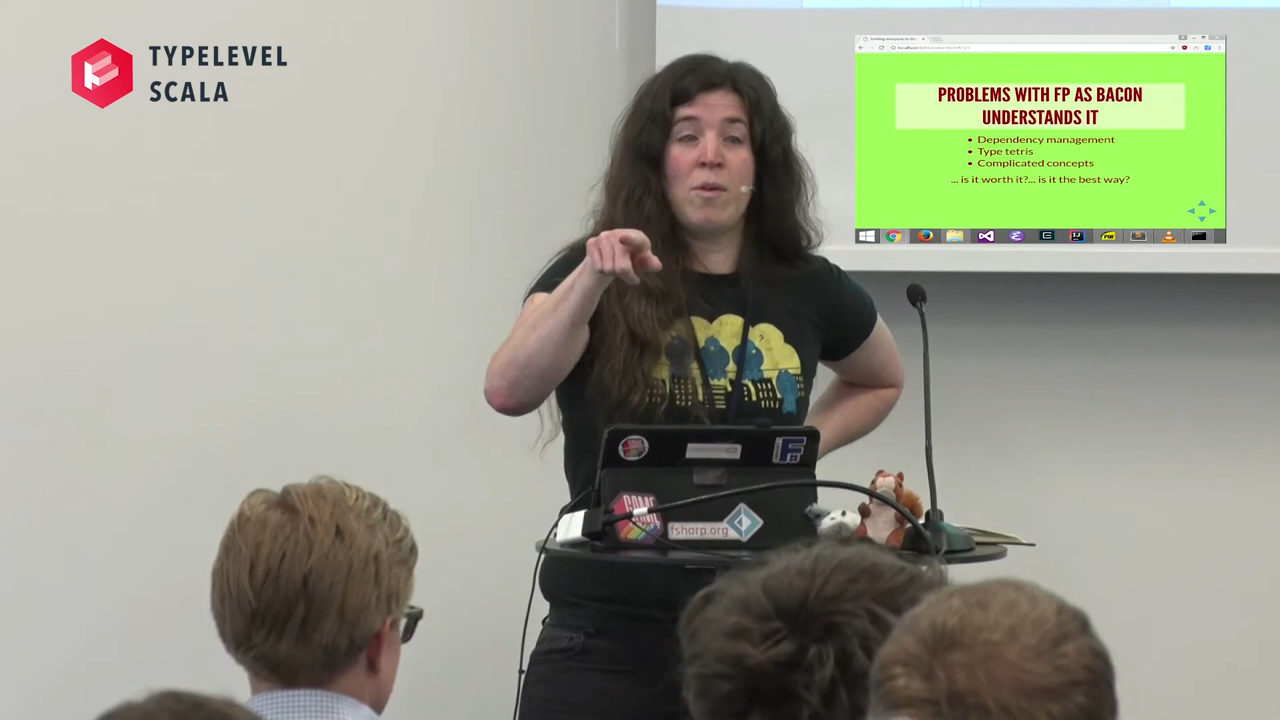 TYPELEVEL
SCALA
PROBLEMS WITH FP AS BACON
UNDERSTANDS IT
Dependency management
Type tetris
Complicated concepts
... is it worth it?... is it the best way?
fsharp.org